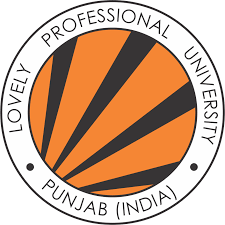 LOVELY PROFESSIONAL UNIVERSITY
PUNJAB (INDIA)